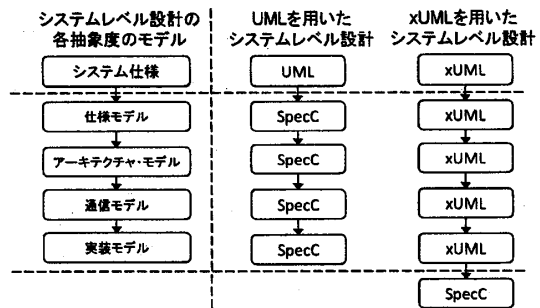 システムレベル設計の
各抽象度のモデル
UMLを用いた
システムレベル設計
xUMLを用いた
システムレベル設計
システム仕様
UML
xUML
仕様モデル
SpecC
xUML
アーキテクチャ・モデル
SpecC
xUML
通信モデル
SpecC
xUML
実装モデル
SpecC
xUML
SpecC